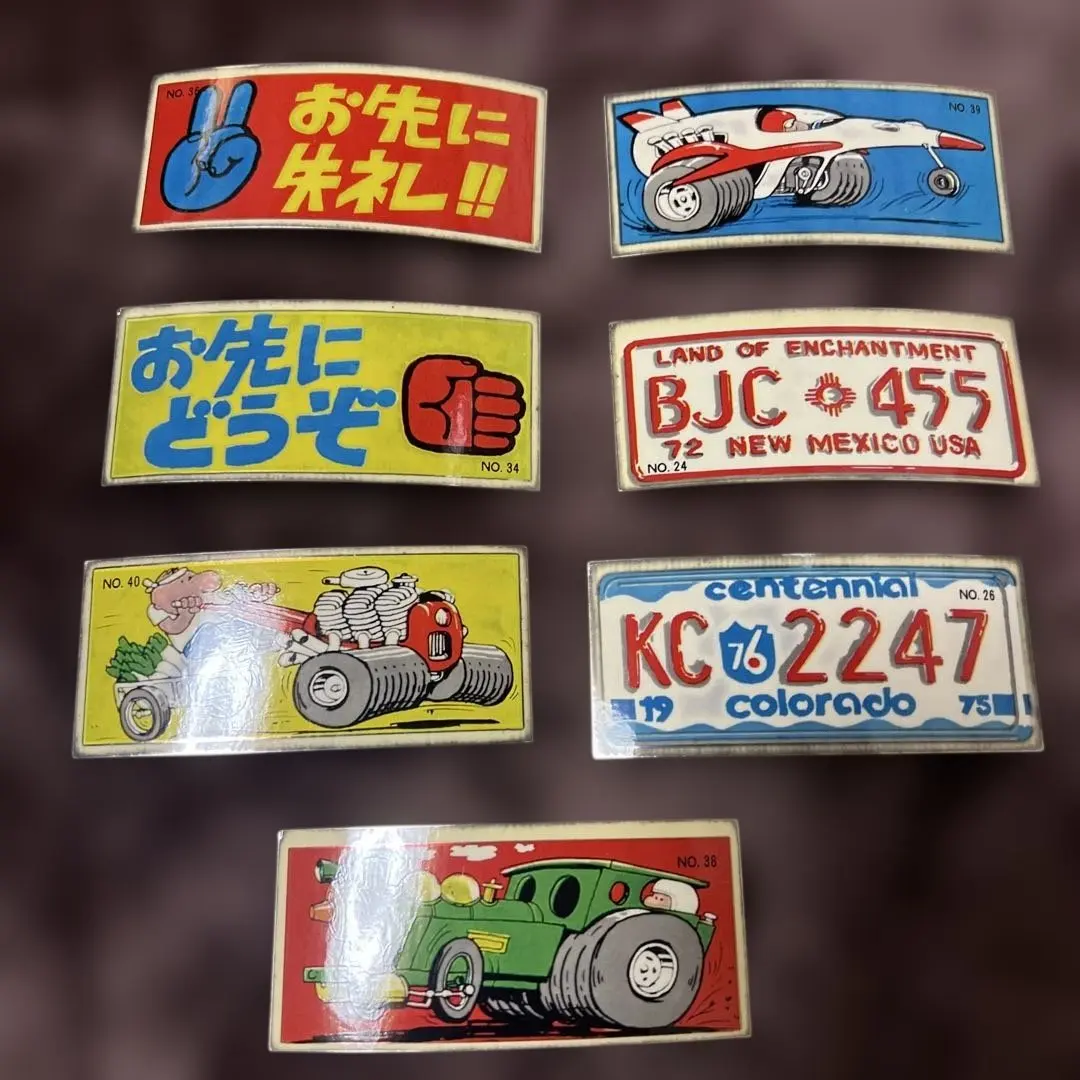 お先に
失礼!!
NO. 39
お先に
どうぞ
NO. 34
LAND OF ENCHANTMENT
BJC 455
72 NEW MEXICO USA
NO. 24
NO. 40
centennial
NO. 26
KC 76 2247
19 colorado 75
NO. 38